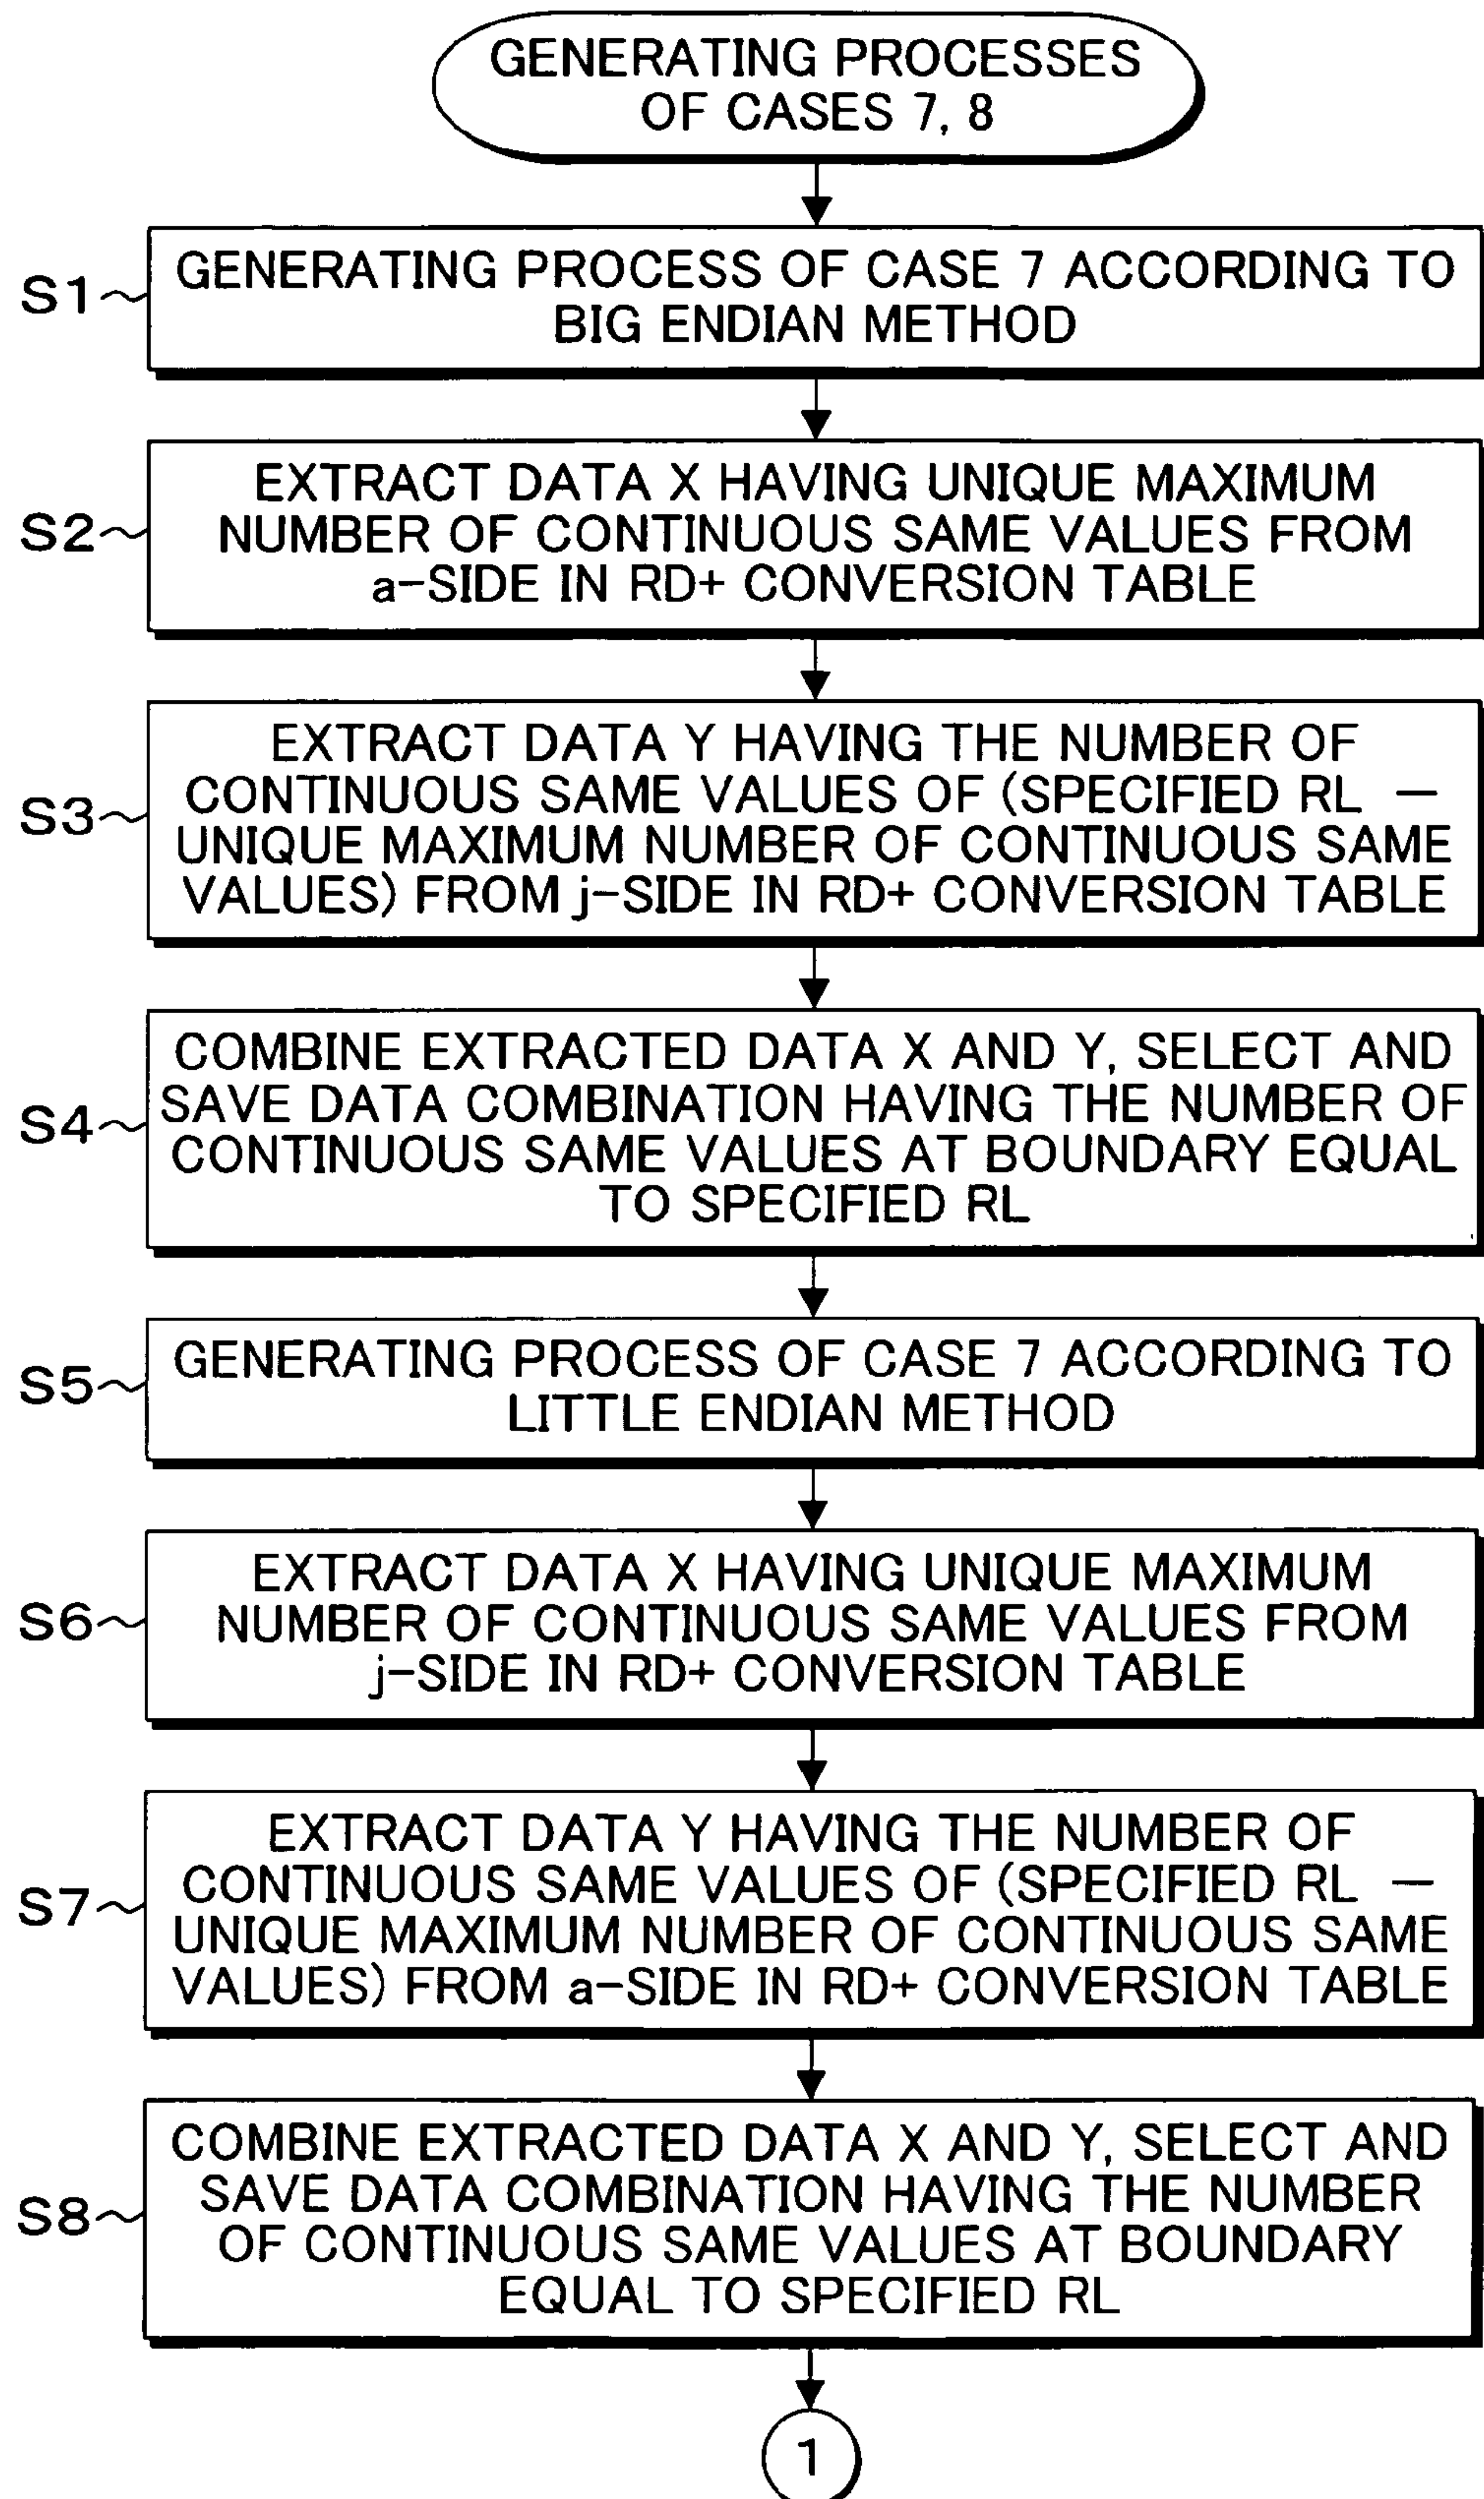 GENERATING PROCESSES
OF CASES 7, 8
S1
GENERATING PROCESS OF CASE 7 ACCORDING TO
BIG ENDIAN METHOD
S2
EXTRACT DATA X HAVING UNIQUE MAXIMUM
NUMBER OF CONTINUOUS SAME VALUES FROM
a-SIDE IN RD+ CONVERSION TABLE
S3
EXTRACT DATA Y HAVING THE NUMBER OF
CONTINUOUS SAME VALUES OF (SPECIFIED RL —
UNIQUE MAXIMUM NUMBER OF CONTINUOUS SAME
VALUES) FROM j-SIDE IN RD+ CONVERSION TABLE
S4
COMBINE EXTRACTED DATA X AND Y, SELECT AND
SAVE DATA COMBINATION HAVING THE NUMBER OF
CONTINUOUS SAME VALUES AT BOUNDARY EQUAL
TO SPECIFIED RL
S5
GENERATING PROCESS OF CASE 7 ACCORDING TO
LITTLE ENDIAN METHOD
S6
EXTRACT DATA X HAVING UNIQUE MAXIMUM
NUMBER OF CONTINUOUS SAME VALUES FROM
j-SIDE IN RD+ CONVERSION TABLE
S7
EXTRACT DATA Y HAVING THE NUMBER OF
CONTINUOUS SAME VALUES OF (SPECIFIED RL —
UNIQUE MAXIMUM NUMBER OF CONTINUOUS SAME
VALUES) FROM a-SIDE IN RD+ CONVERSION TABLE
S8
COMBINE EXTRACTED DATA X AND Y, SELECT AND
SAVE DATA COMBINATION HAVING THE NUMBER
OF CONTINUOUS SAME VALUES AT BOUNDARY
EQUAL TO SPECIFIED RL
1